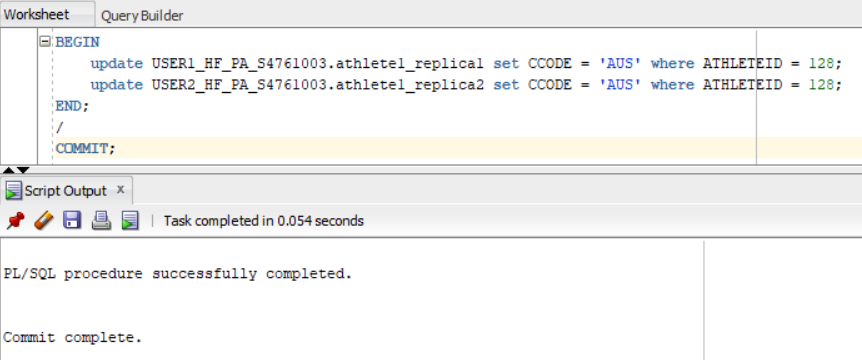 Worksheet Query Builder
BEGIN
update USER1_HF_PA_S4761003.athlete1_replica1 set CCODE = 'AUS' where ATHLETEID = 128;
update USER2_HF_PA_S4761003.athlete1_replica2 set CCODE = 'AUS' where ATHLETEID = 128;
END;
/
COMMIT;
Script Output x
Task completed in 0.054 seconds
PL/SQL procedure successfully completed.
Commit complete.